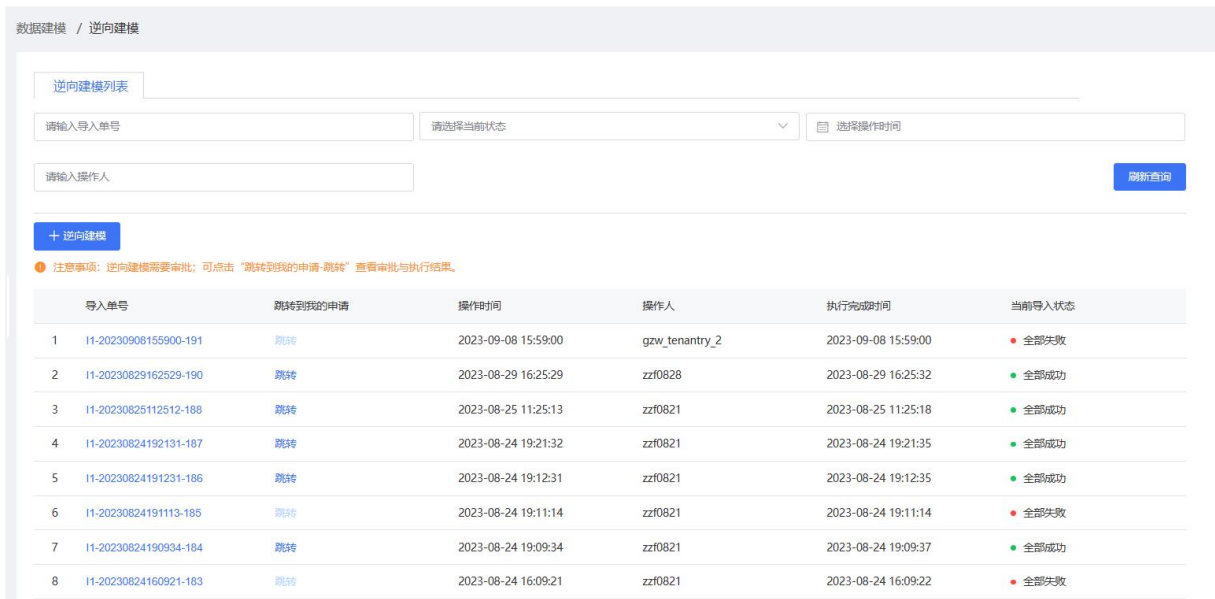 数据建模 / 逆向建模
逆向建模列表
请输入导入单号 请选择当前状态 选择操作时间
请输入操作人 刷新查询
+ 逆向建模
注意事项：逆向建模需要审批；可点击“跳转到我的申请-跳转”查看审批与执行结果。
导入单号 跳转到我的申请 操作时间 操作人 执行完成时间 当前导入状态
1 I1-20230908155900-191 跳转 2023-09-08 15:59:00 gzw_tenantry_2 2023-09-08 15:59:00 全部失败
2 I1-20230829162529-190 跳转 2023-08-29 16:25:29 zzf0828 2023-08-29 16:25:32 全部成功
3 I1-20230825112512-188 跳转 2023-08-25 11:25:13 zzf0821 2023-08-25 11:25:18 全部成功
4 I1-20230824192131-187 跳转 2023-08-24 19:21:32 zzf0821 2023-08-24 19:21:35 全部成功
5 I1-20230824191231-186 跳转 2023-08-24 19:12:31 zzf0821 2023-08-24 19:12:35 全部成功
6 I1-20230824191113-185 跳转 2023-08-24 19:11:14 zzf0821 2023-08-24 19:11:14 全部失败
7 I1-20230824190934-184 跳转 2023-08-24 19:09:34 zzf0821 2023-08-24 19:09:37 全部成功
8 I1-20230824160921-183 跳转 2023-08-24 16:09:21 zzf0821 2023-08-24 16:09:22 全部失败